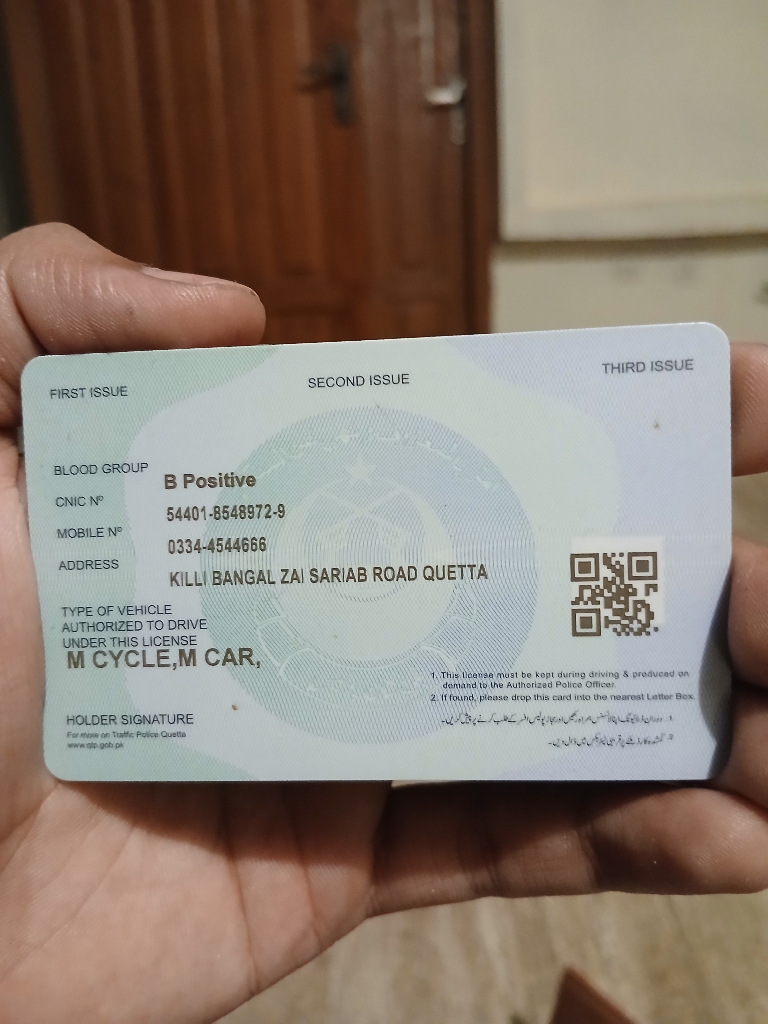 FIRST ISSUE
SECOND ISSUE
THIRD ISSUE
BLOOD GROUP B Positive
CNIC Nº 54401-8548972-9
MOBILE Nº 0334-4544666
ADDRESS KILLI BANGAL ZAI SARIAB ROAD QUETTA
TYPE OF VEHICLE
AUTHORIZED TO DRIVE
UNDER THIS LICENSE
M CYCLE,M CAR,
1. This license must be kept during driving & produced on
demand to the Authorized Police Officer.
2. If found, please drop this card into the nearest Letter Box.
HOLDER SIGNATURE
For more on Traffic Police Quetta
www.qtp.gob.pk